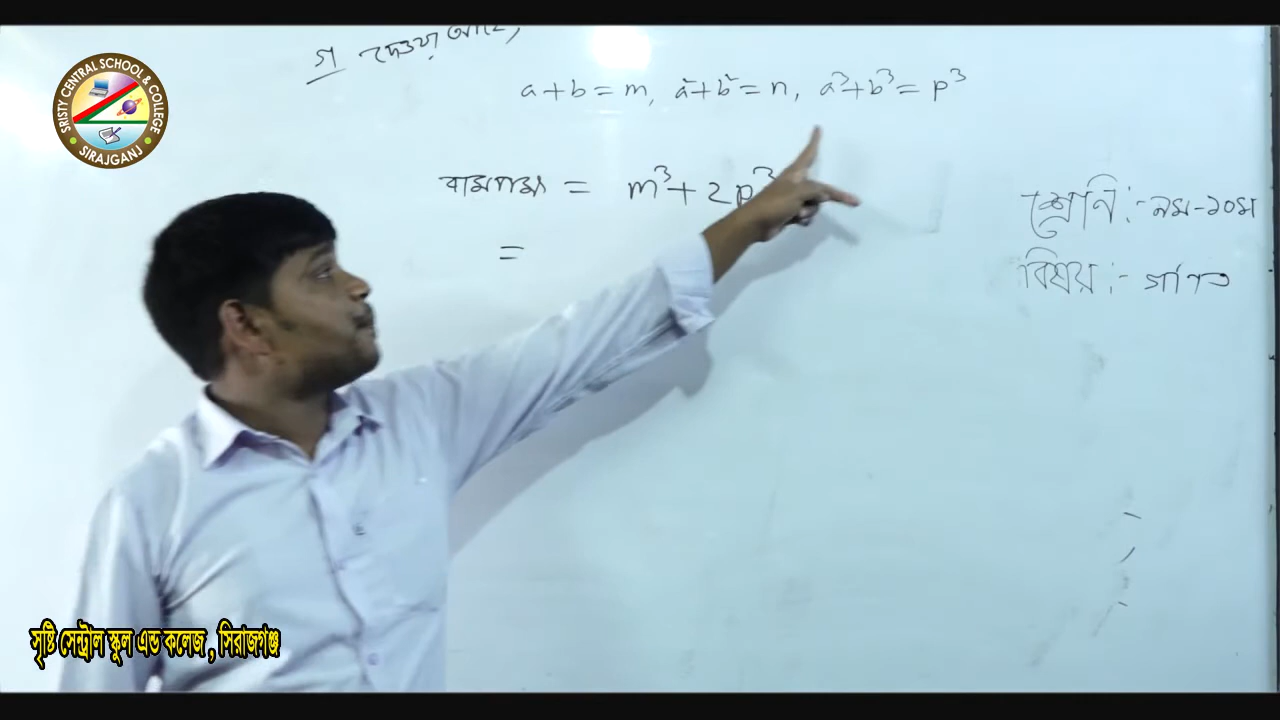 গ দেওয়া আছে,
a+b = m, a²+b² = n, a³+b³ = p³
বামপক্ষ = m³ + 2p³
=
শ্রেণি :- নবম-১০ম
বিষয় :- গণিত
SRISTY CENTRAL SCHOOL & COLLEGE
SIRAJGANJ
সৃষ্টি সেন্ট্রাল স্কুল এন্ড কলেজ , সিরাজগঞ্জ